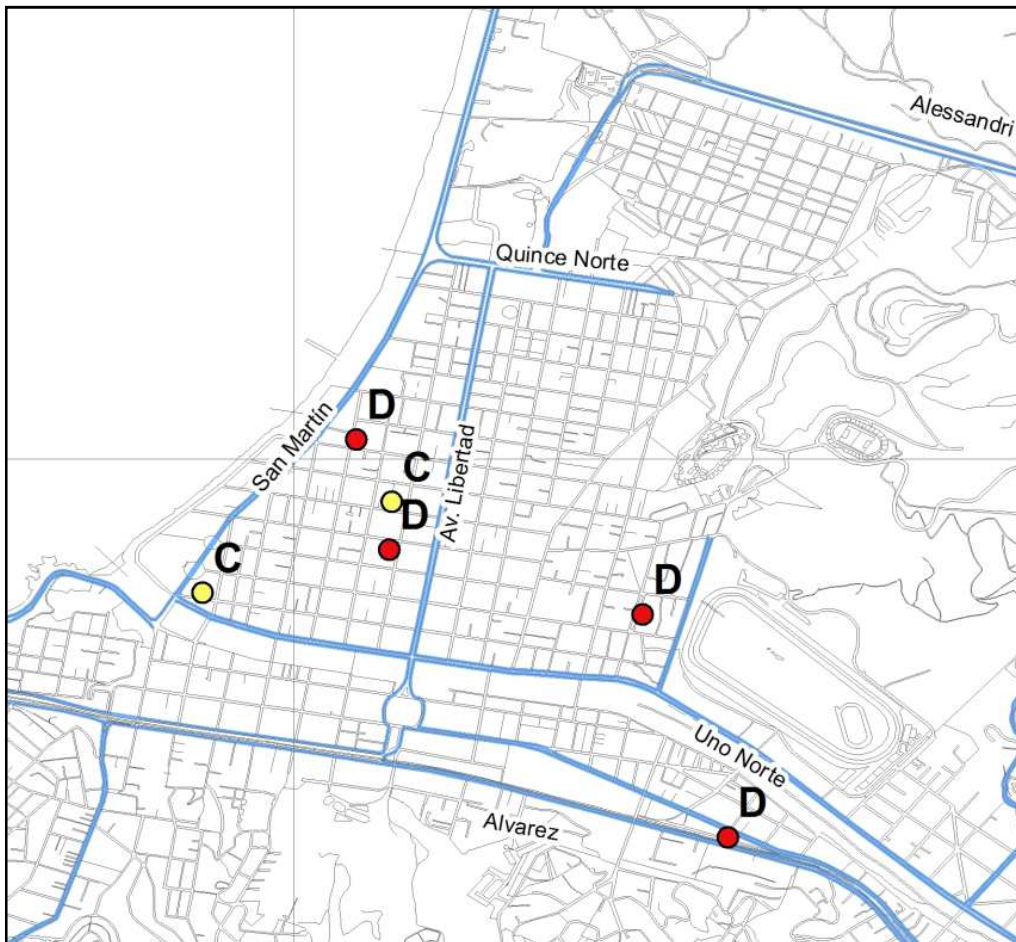 Alessandri
Quince Norte
D
San Martin
C
Av. Libertad
D
C
D
Uno Norte
D
Alvarez